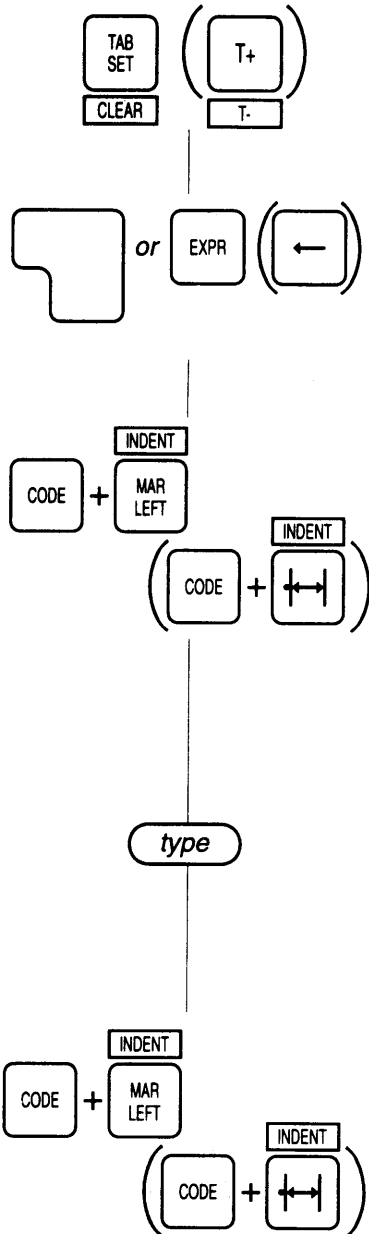 TAB SET ( T+ )
CLEAR T-
or EXPR ( ← )
INDENT
CODE + MAR LEFT
INDENT
( CODE + )
type
INDENT
CODE + MAR LEFT
INDENT
( CODE + )